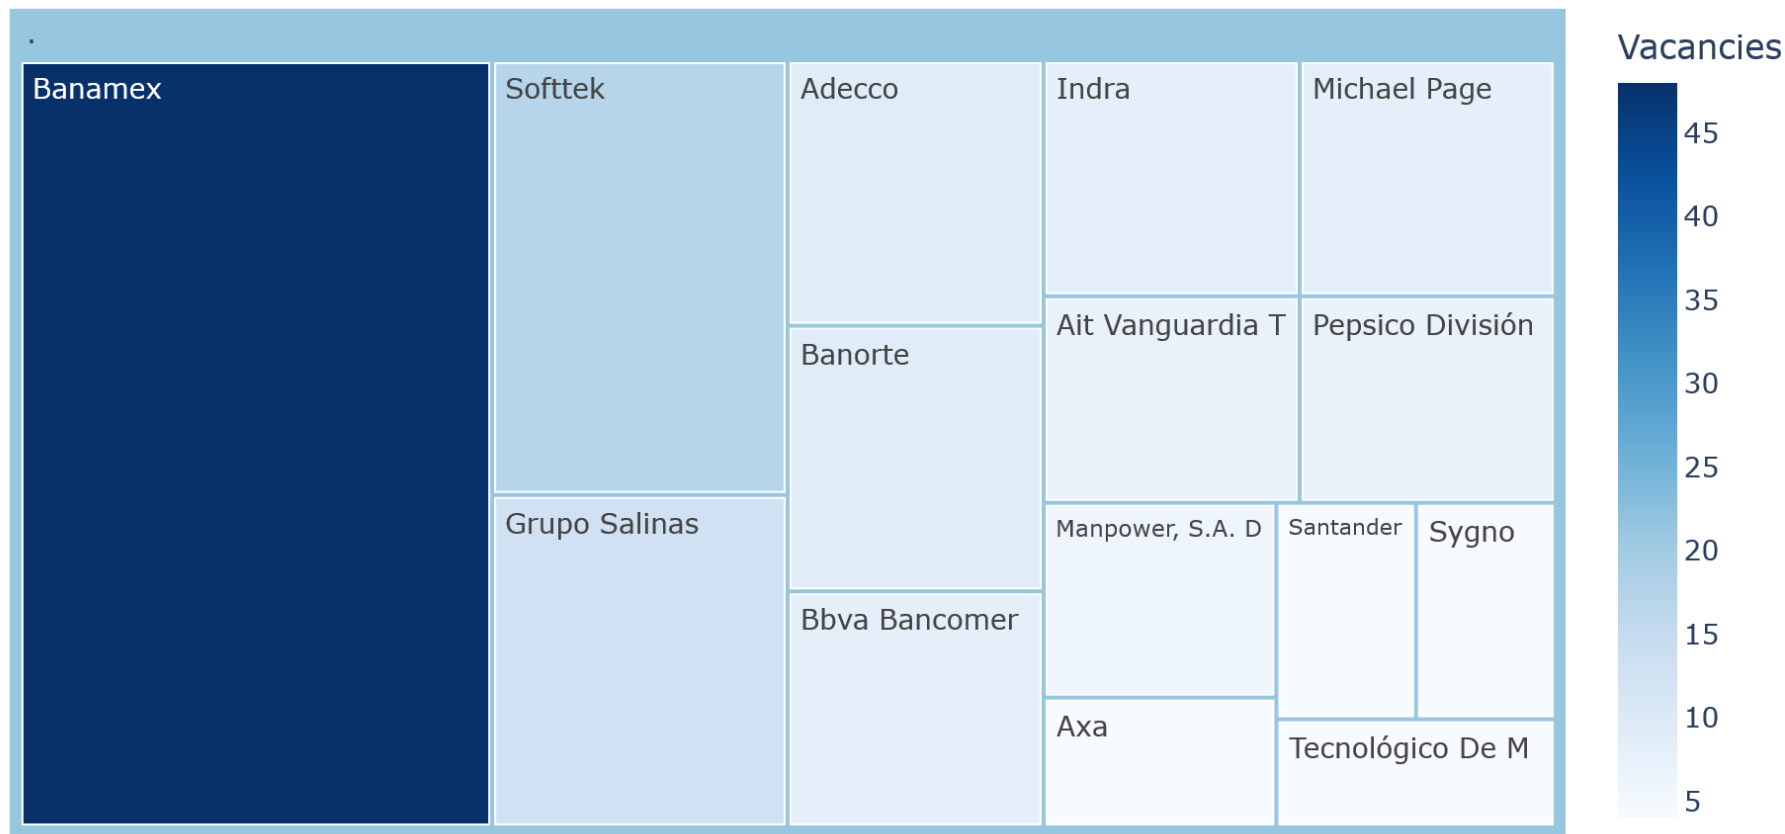 .
Banamex
Softtek
Grupo Salinas
Adecco
Banorte
Bbva Bancomer
Indra
Michael Page
Ait Vanguardia T
Pepsico División
Manpower, S.A. D
Santander
Sygno
Axa
Tecnológico De M
Vacancies
45
40
35
30
25
20
15
10
5